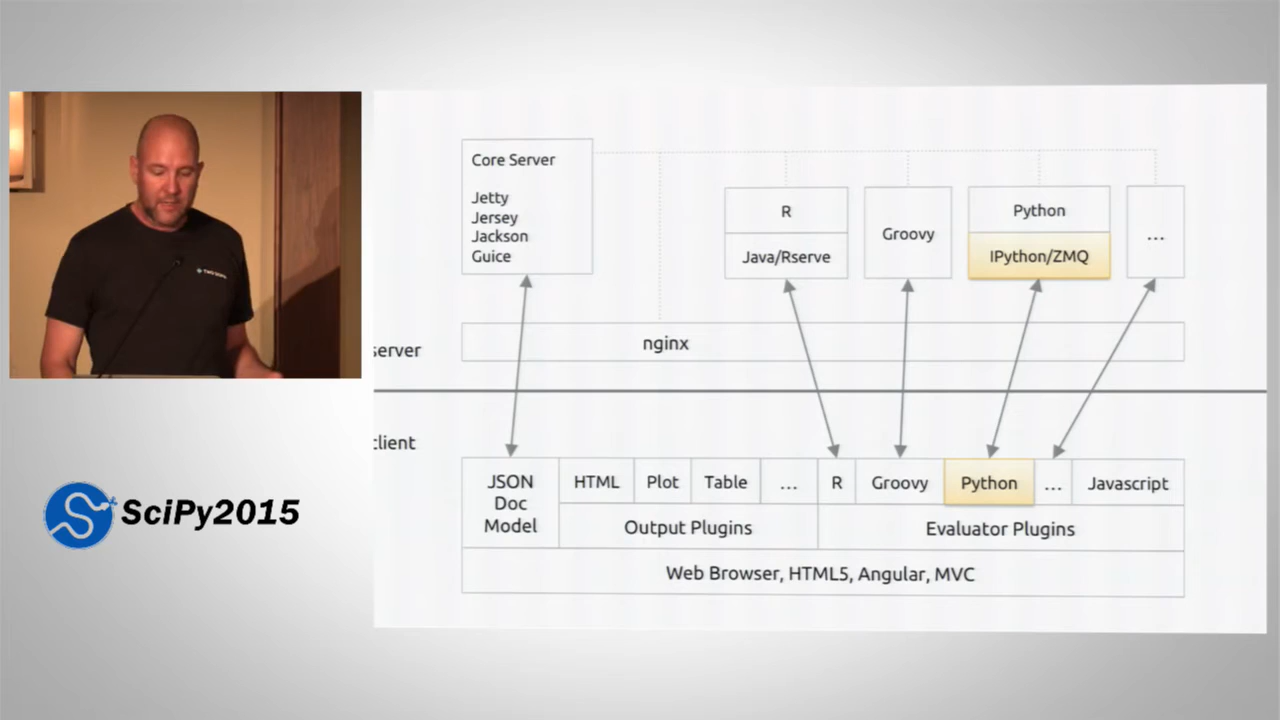 Core Server
Jetty
Jersey
Jackson
Guice
R
Java/Rserve
Groovy
Python
IPython/ZMQ
...
server
nginx
client
JSON
Doc
Model
HTML
Plot
Table
...
R
Groovy
Python
...
Javascript
Output Plugins
Evaluator Plugins
Web Browser, HTML5, Angular, MVC
SciPy2015